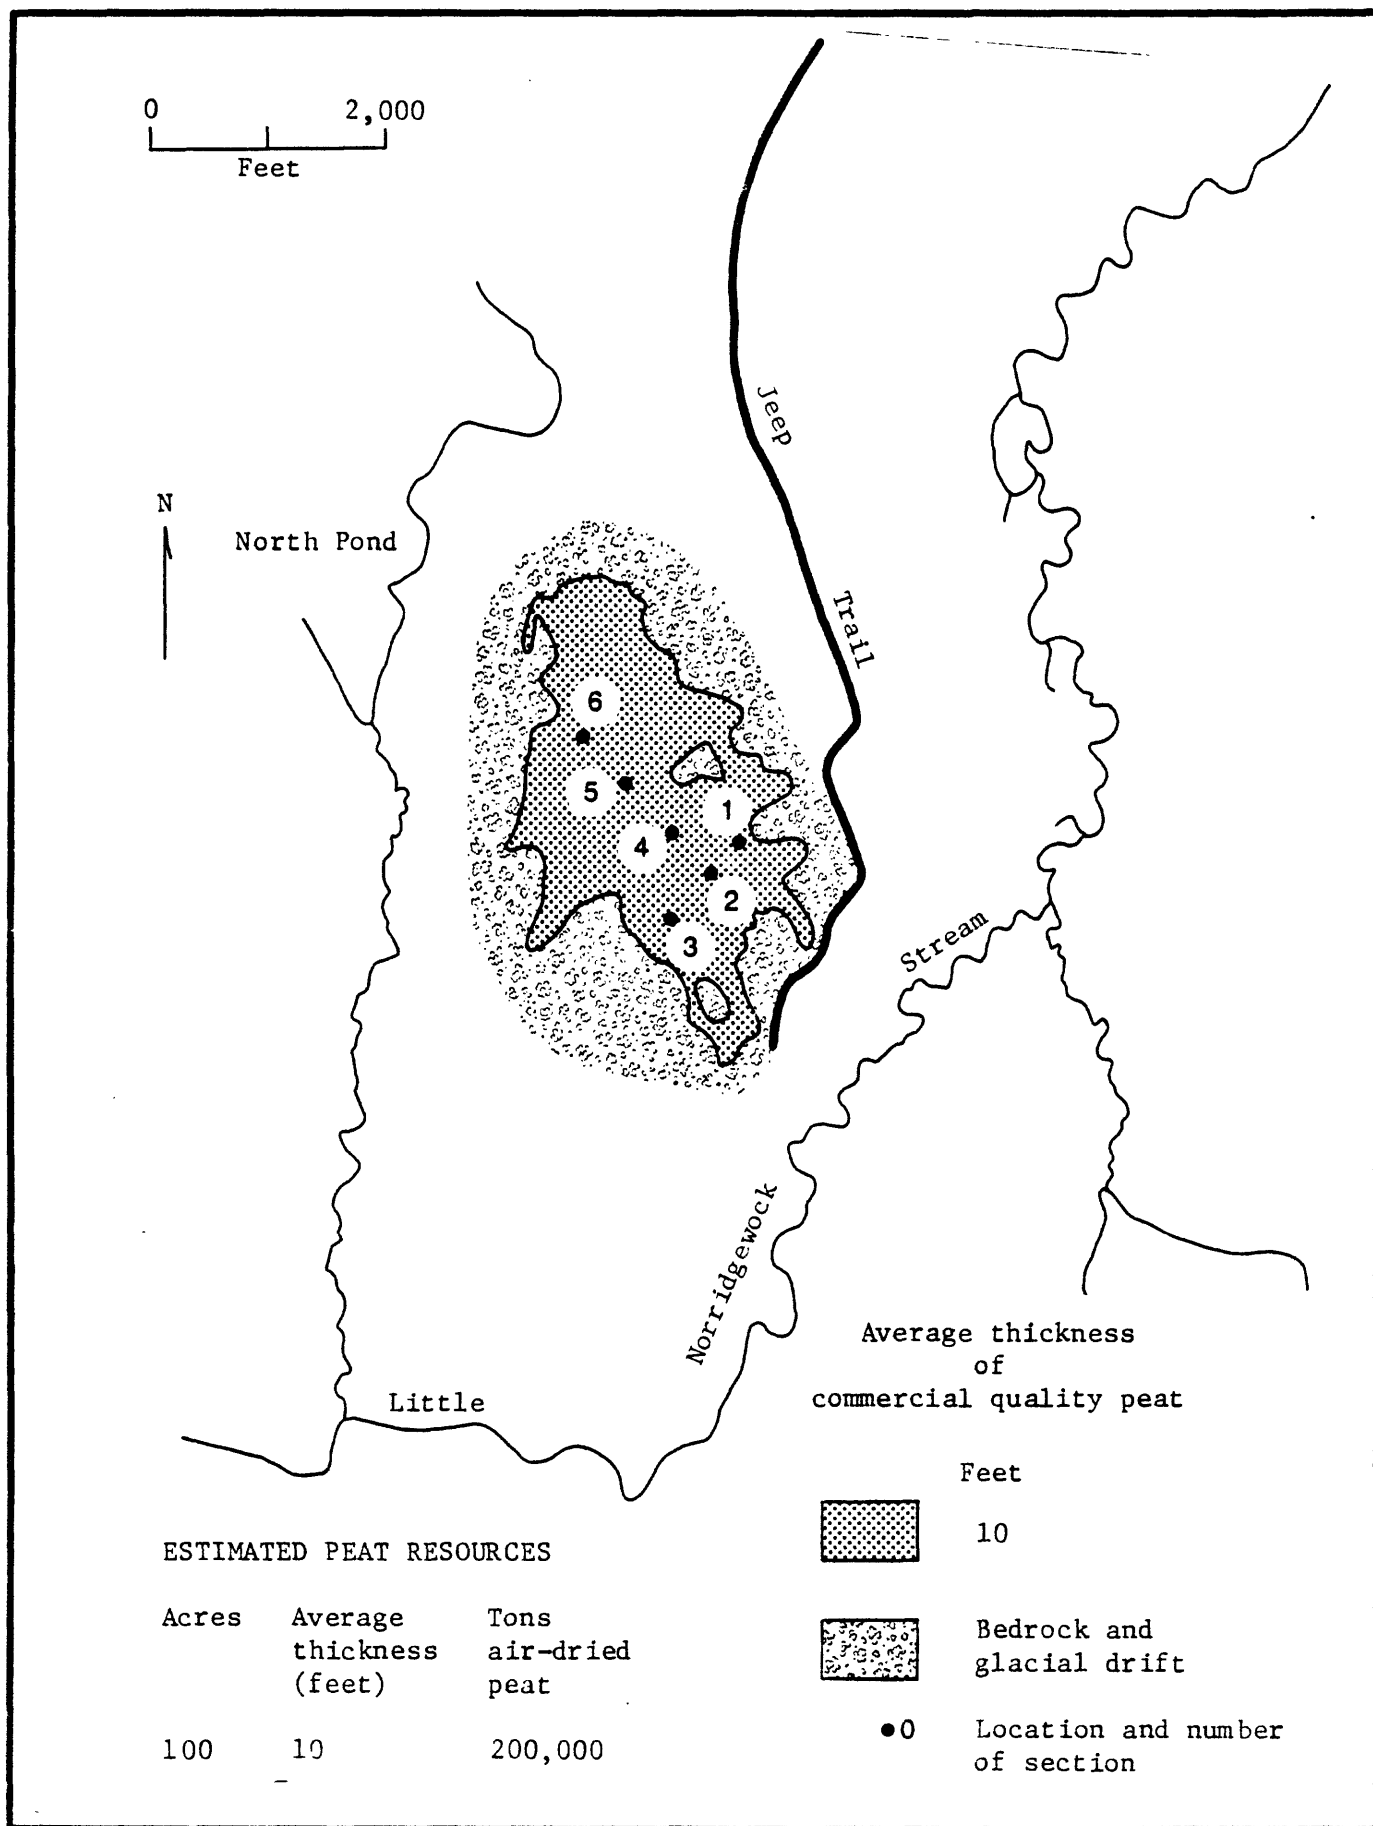 0 2,000
Feet
Jeep
Trail
N
North Pond
6
5
1
4
2
3
Stream
Norridgewock
Little
Average thickness
of
commercial quality peat
Feet
10
Bedrock and
glacial drift
0 Location and number
of section
ESTIMATED PEAT RESOURCES
Acres Average Tons
thickness air-dried
(feet) peat
100 10 200,000